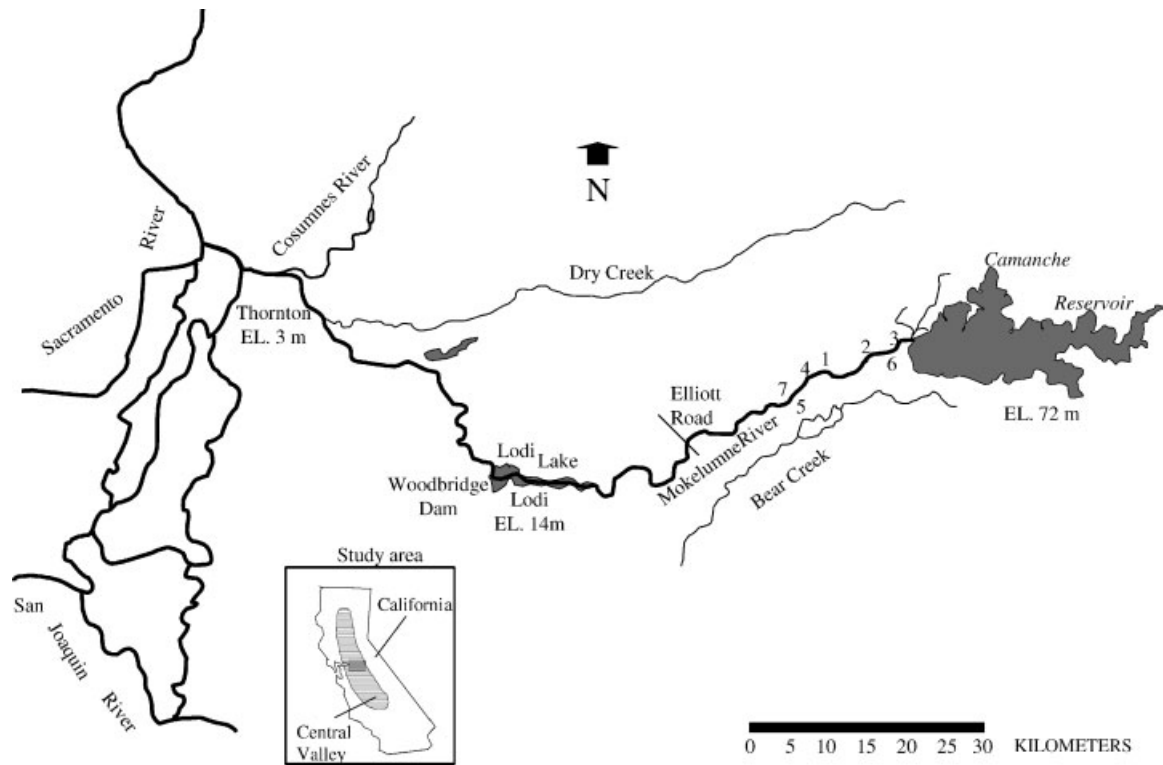 Cosumnes River
N
River
Sacramento
Dry Creek
Camanche
Reservoir
Thornton
EL. 3 m
3
2
6
1
4
7
5
EL. 72 m
Elliott
Road
MokelumneRiver
Bear Creek
Lodi
Lake
Woodbridge
Dam
Lodi
EL. 14m
Study area
California
Central
Valley
San
Joaquin
River
0 5 10 15 20 25 30 KILOMETERS